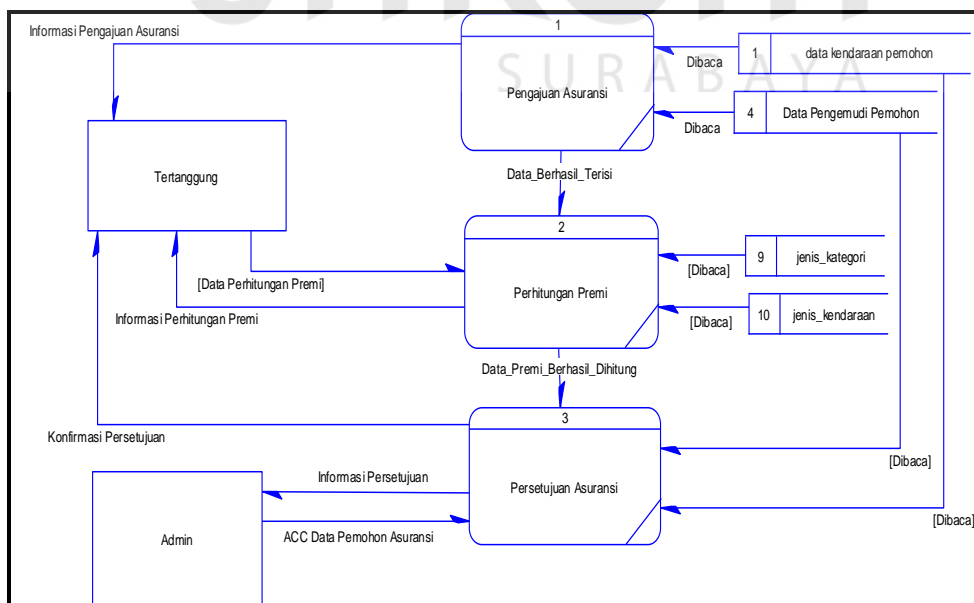 Informasi Pengajuan Asuransi
1
Pengajuan Asuransi
Dibaca
1
data kendaraan pemohon
SURABAYA
Dibaca
4
Data Pengemudi Pemohon
Tertanggung
Data_Berhasil_Terisi
2
Perhitungan Premi
[Data Perhitungan Premi]
Informasi Perhitungan Premi
[Dibaca]
9
jenis_kategori
[Dibaca]
10
jenis_kendaraan
Data_Premi_Berhasil_Dihitung
3
Persetujuan Asuransi
Konfirmasi Persetujuan
[Dibaca]
[Dibaca]
Informasi Persetujuan
ACC Data Pemohon Asuransi
Admin